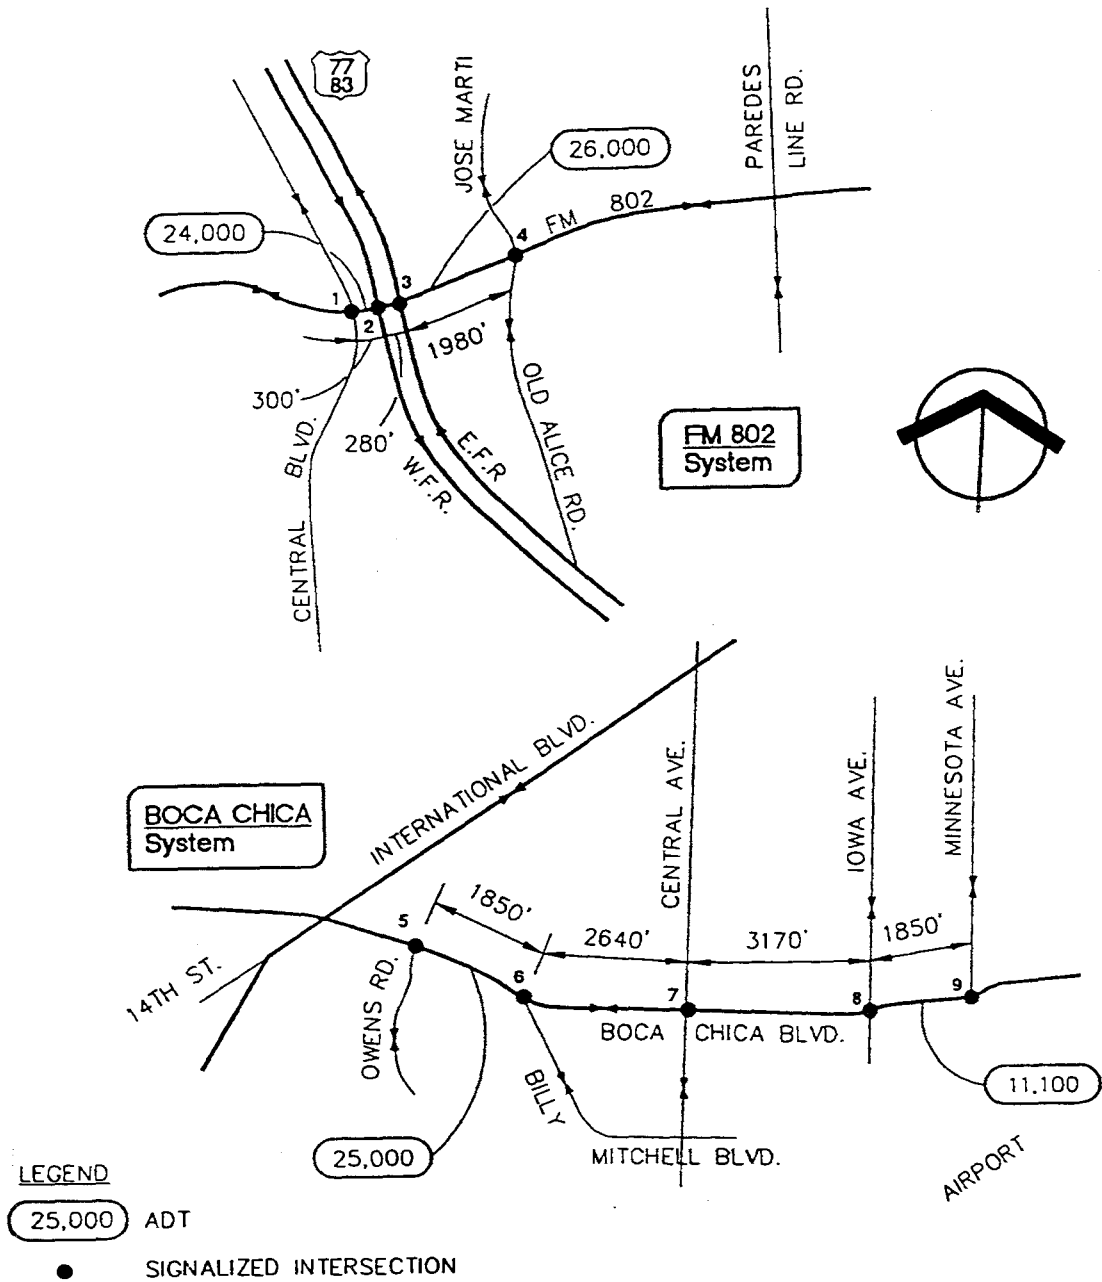 77
83
JOSE MARTI
26,000
PAREDES
LINE RD.
24,000
FM 802
4
3
1
2
1980'
300'
280'
CENTRAL BLVD.
W.F.R.
E.F.R
OLD ALICE RD.
FM 802
System
BOCA CHICA
System
INTERNATIONAL BLVD.
CENTRAL AVE.
IOWA AVE.
MINNESOTA AVE.
14TH ST.
1850'
2640'
3170'
1850'
5
6
7
8
9
OWENS RD.
BOCA CHICA BLVD.
BILLY
MITCHELL BLVD.
25,000
11,100
AIRPORT
LEGEND
25,000 ADT
SIGNALIZED INTERSECTION